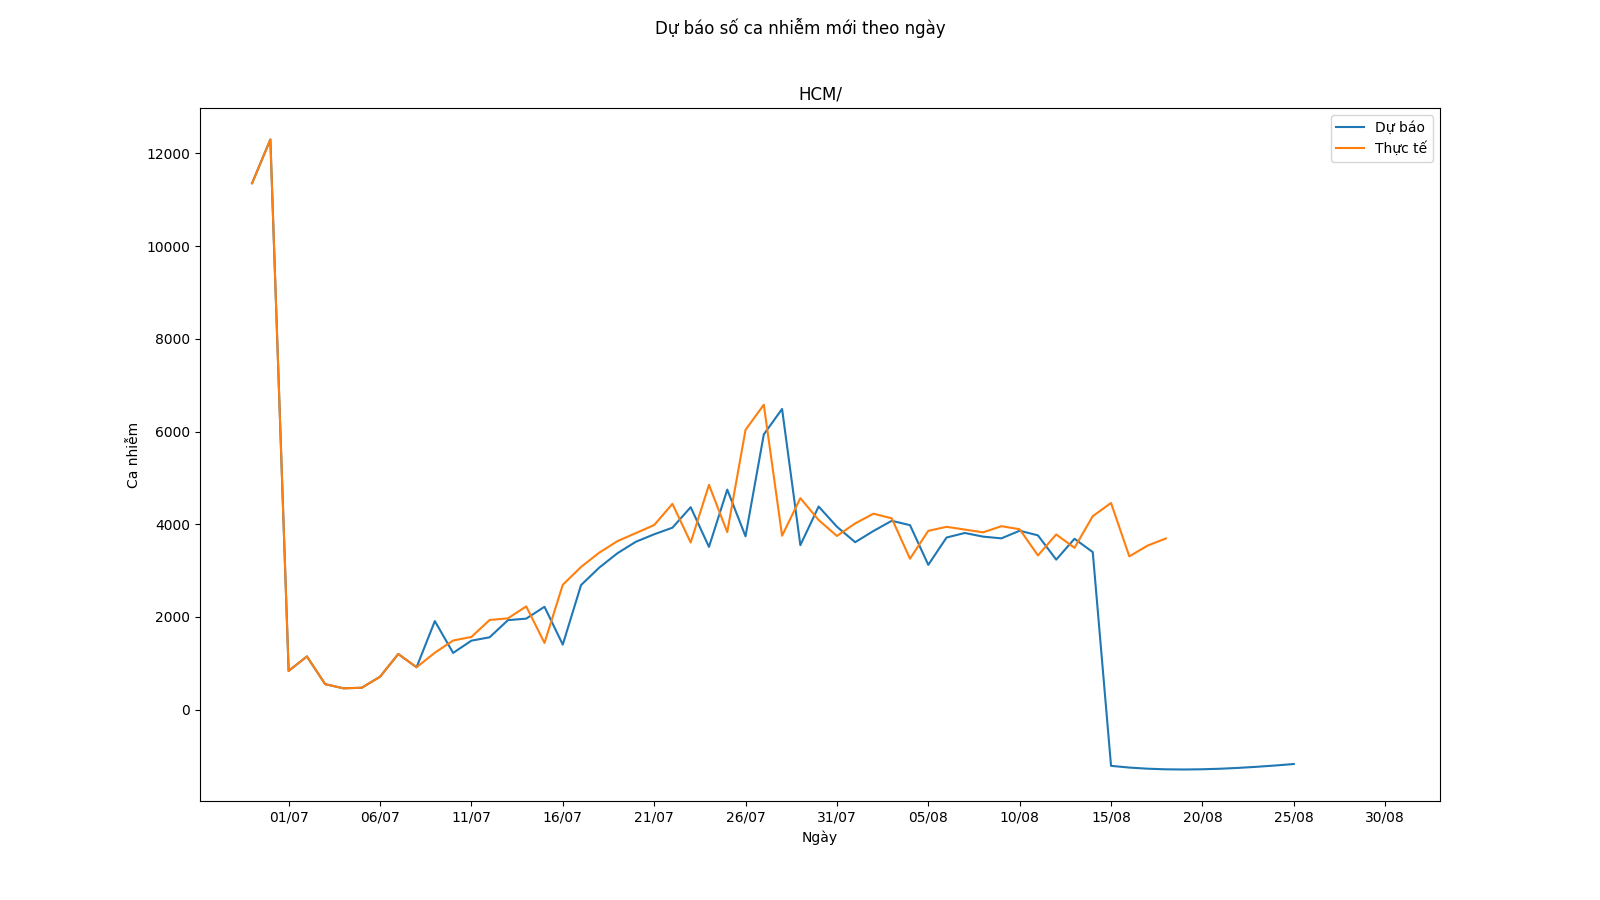 Dự báo số ca nhiễm mới theo ngày
HCM/
Dự báo
Thực tế
12000
10000
8000
6000
4000
2000
0
Ca nhiễm
01/07 06/07 11/07 16/07 21/07 26/07 31/07 05/08 10/08 15/08 20/08 25/08 30/08
Ngày